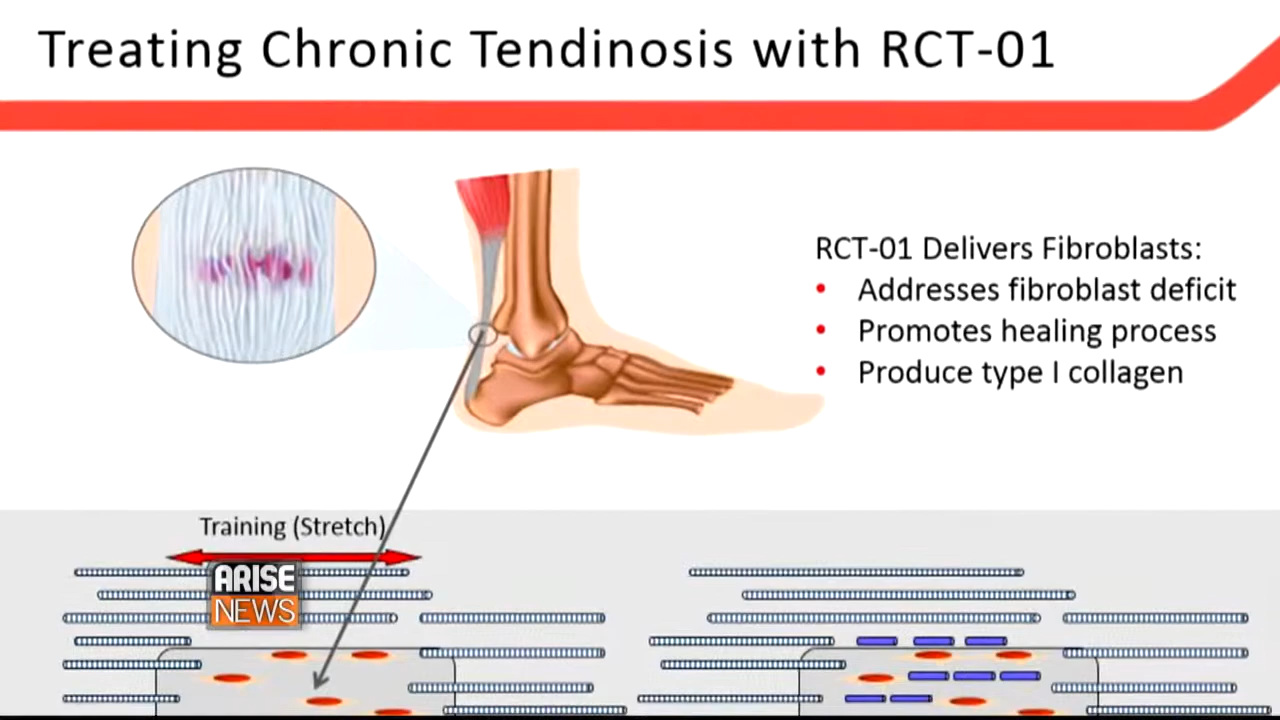 Treating Chronic Tendinosis with RCT-01
RCT-01 Delivers Fibroblasts:
• Addresses fibroblast deficit
• Promotes healing process
• Produce type I collagen
Training (Stretch)
ARISE
NEWS